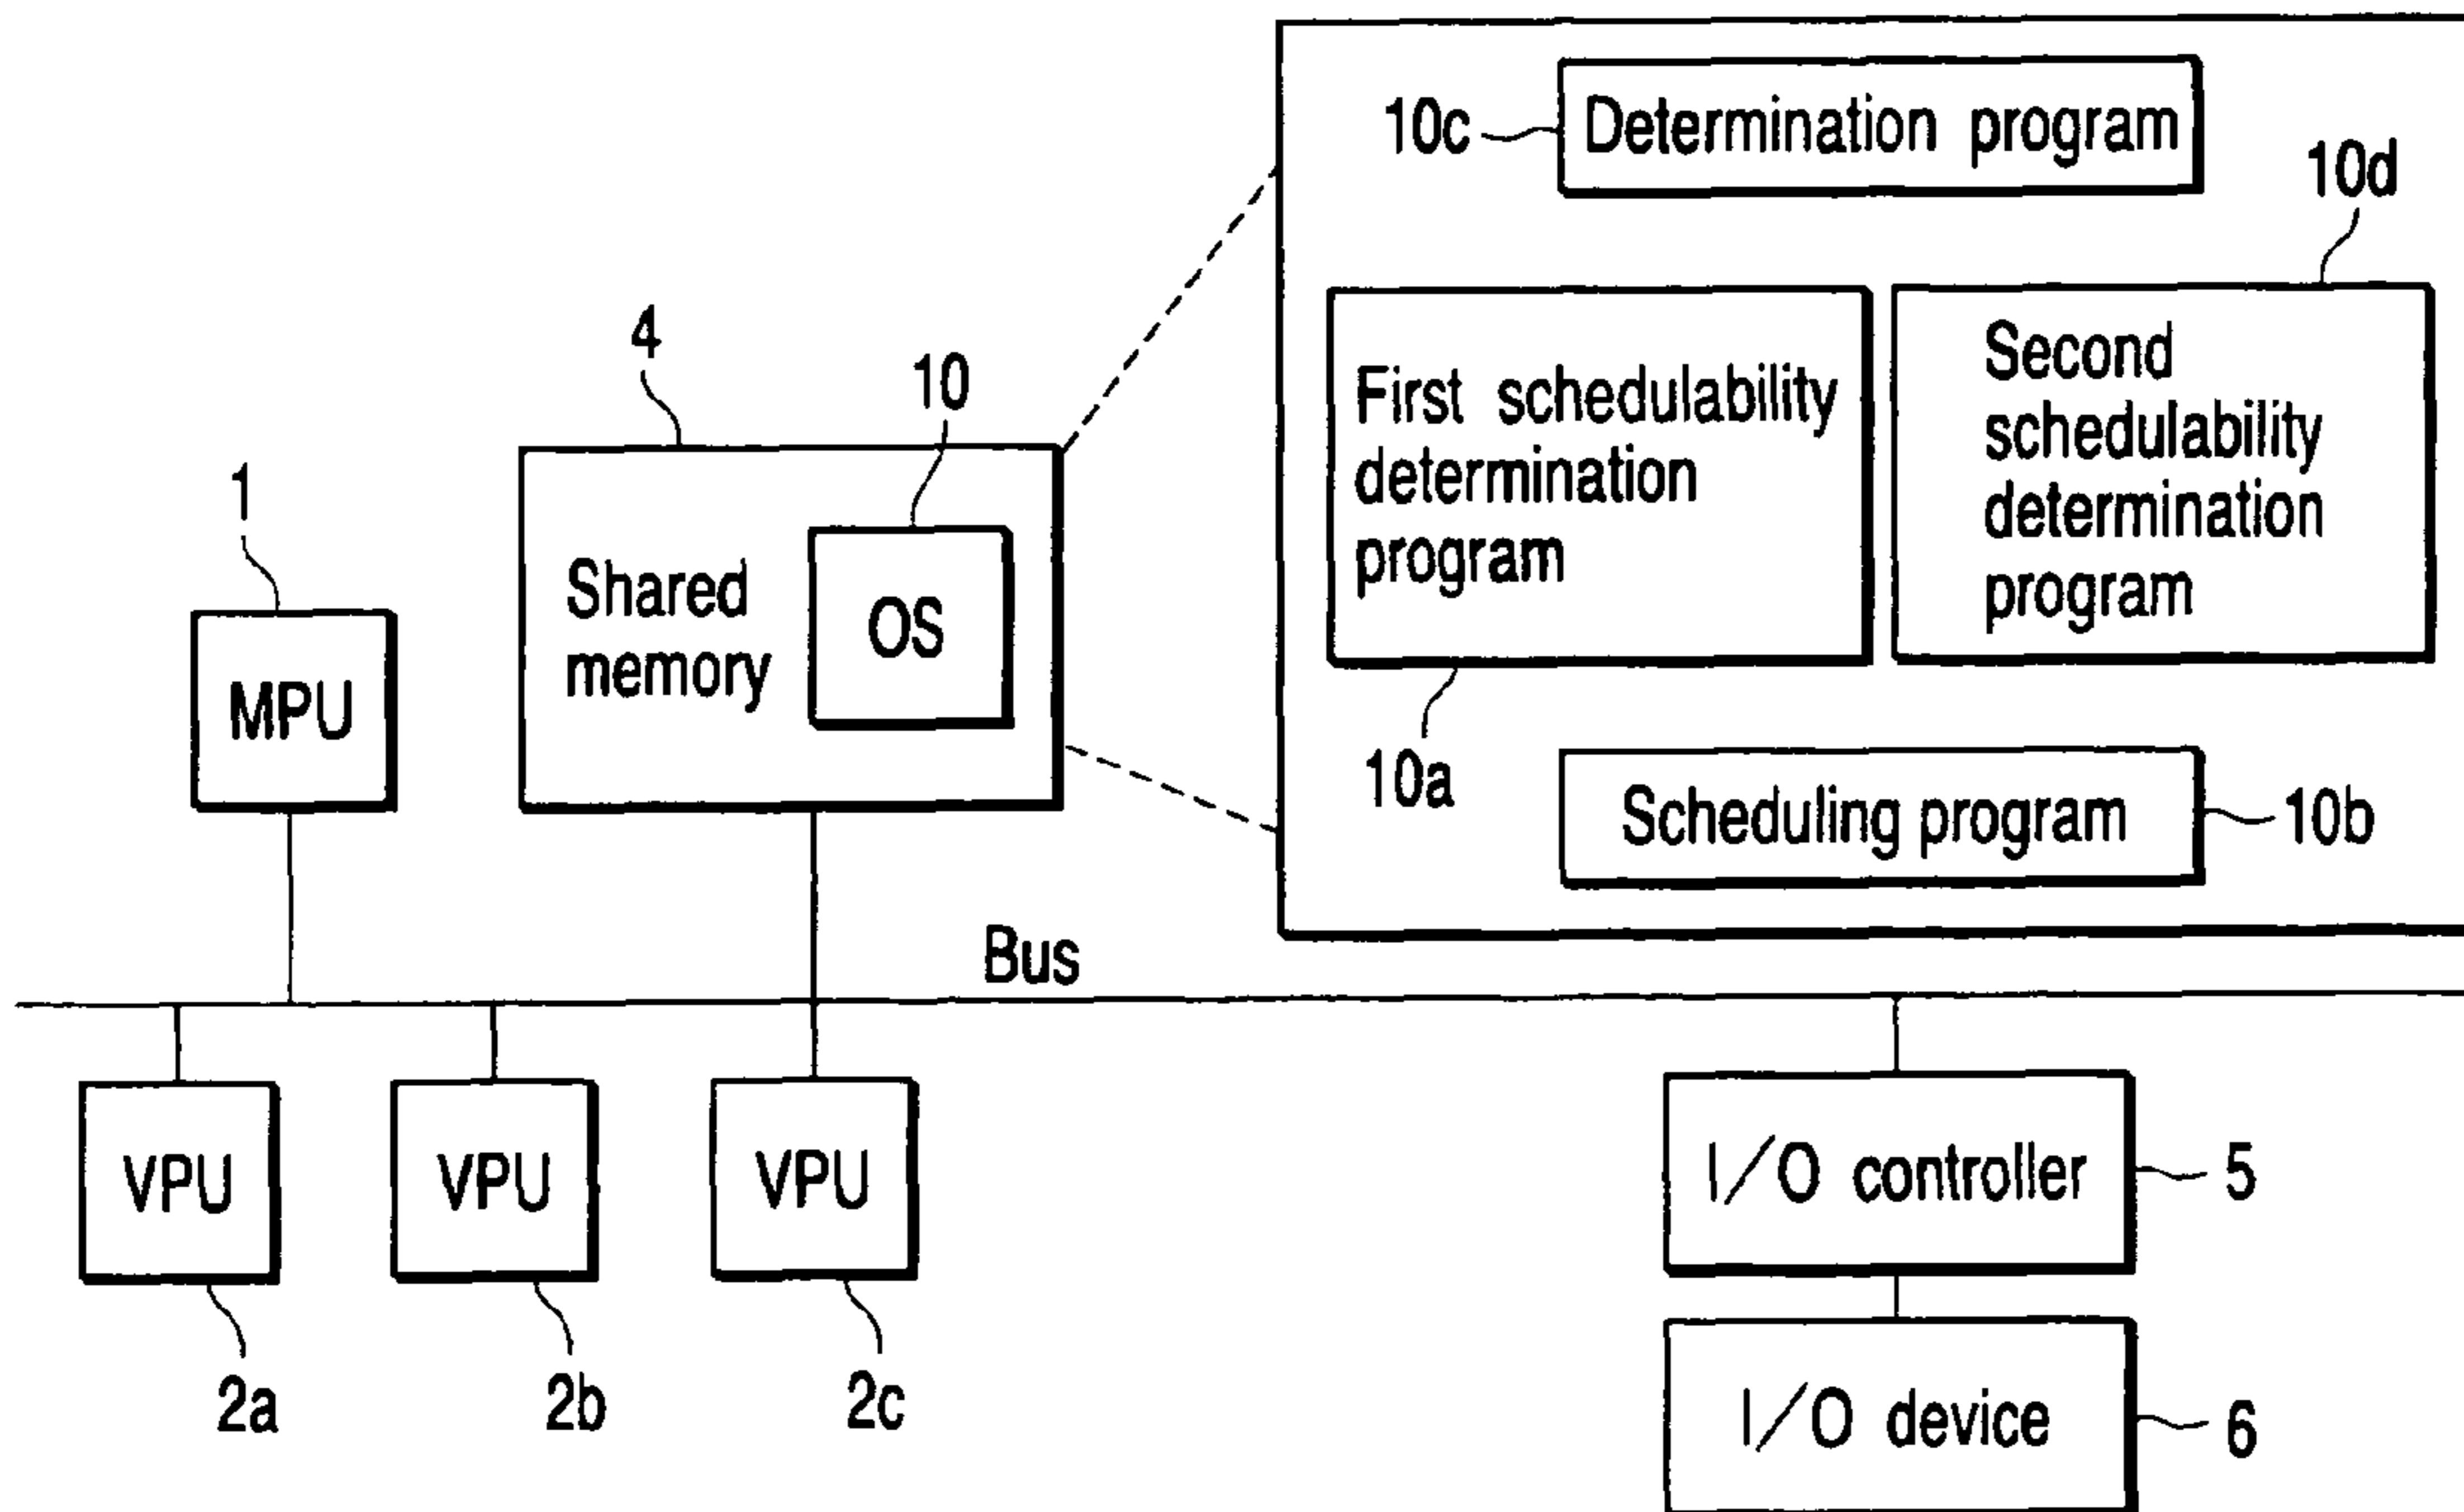 10c
Determination program
10d
First schedulability
determination
program
Second
schedulability
determination
program
10a
Scheduling program
10b
4
10
Shared
memory
OS
1
MPU
Bus
VPU
VPU
VPU
2a
2b
2c
I/O controller
5
I/O device
6